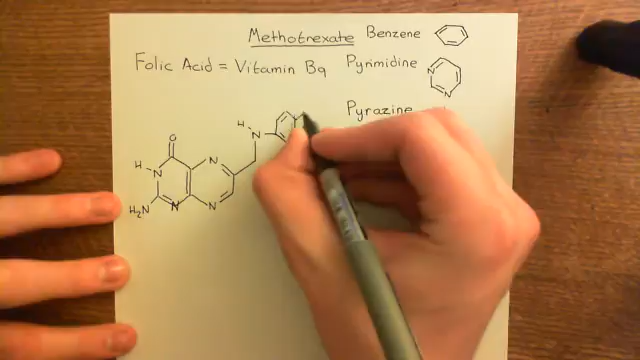 Methotrexate Benzene
Folic Acid = Vitamin B9 Pyrimidine
N
N
Pyrazine
H
N
O
H
N
N
H2N
N
N